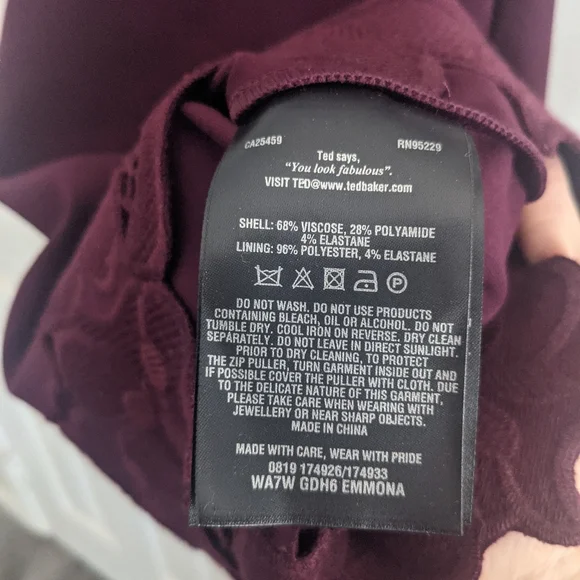 CA25459 RN95229
Ted says,
"You look fabulous".
VISIT TED@www.tedbaker.com
SHELL: 68% VISCOSE, 28% POLYAMIDE
4% ELASTANE
LINING: 96% POLYESTER, 4% ELASTANE
P
DO NOT WASH. DO NOT USE PRODUCTS
CONTAINING BLEACH, OIL OR ALCOHOL. DO NOT
TUMBLE DRY. COOL IRON ON REVERSE. DRY CLEAN
SEPARATELY. DO NOT LEAVE IN DIRECT SUNLIGHT.
PRIOR TO DRY CLEANING, TO PROTECT
THE ZIP PULLER, TURN GARMENT INSIDE OUT AND
IF POSSIBLE COVER THE PULLER WITH CLOTH. DUE
TO THE DELICATE NATURE OF THIS GARMENT,
PLEASE TAKE CARE WHEN WEARING WITH
JEWELLERY OR NEAR SHARP OBJECTS.
MADE IN CHINA
MADE WITH CARE, WEAR WITH PRIDE
0819 174926/174933
WA7W GDH6 EMMONA